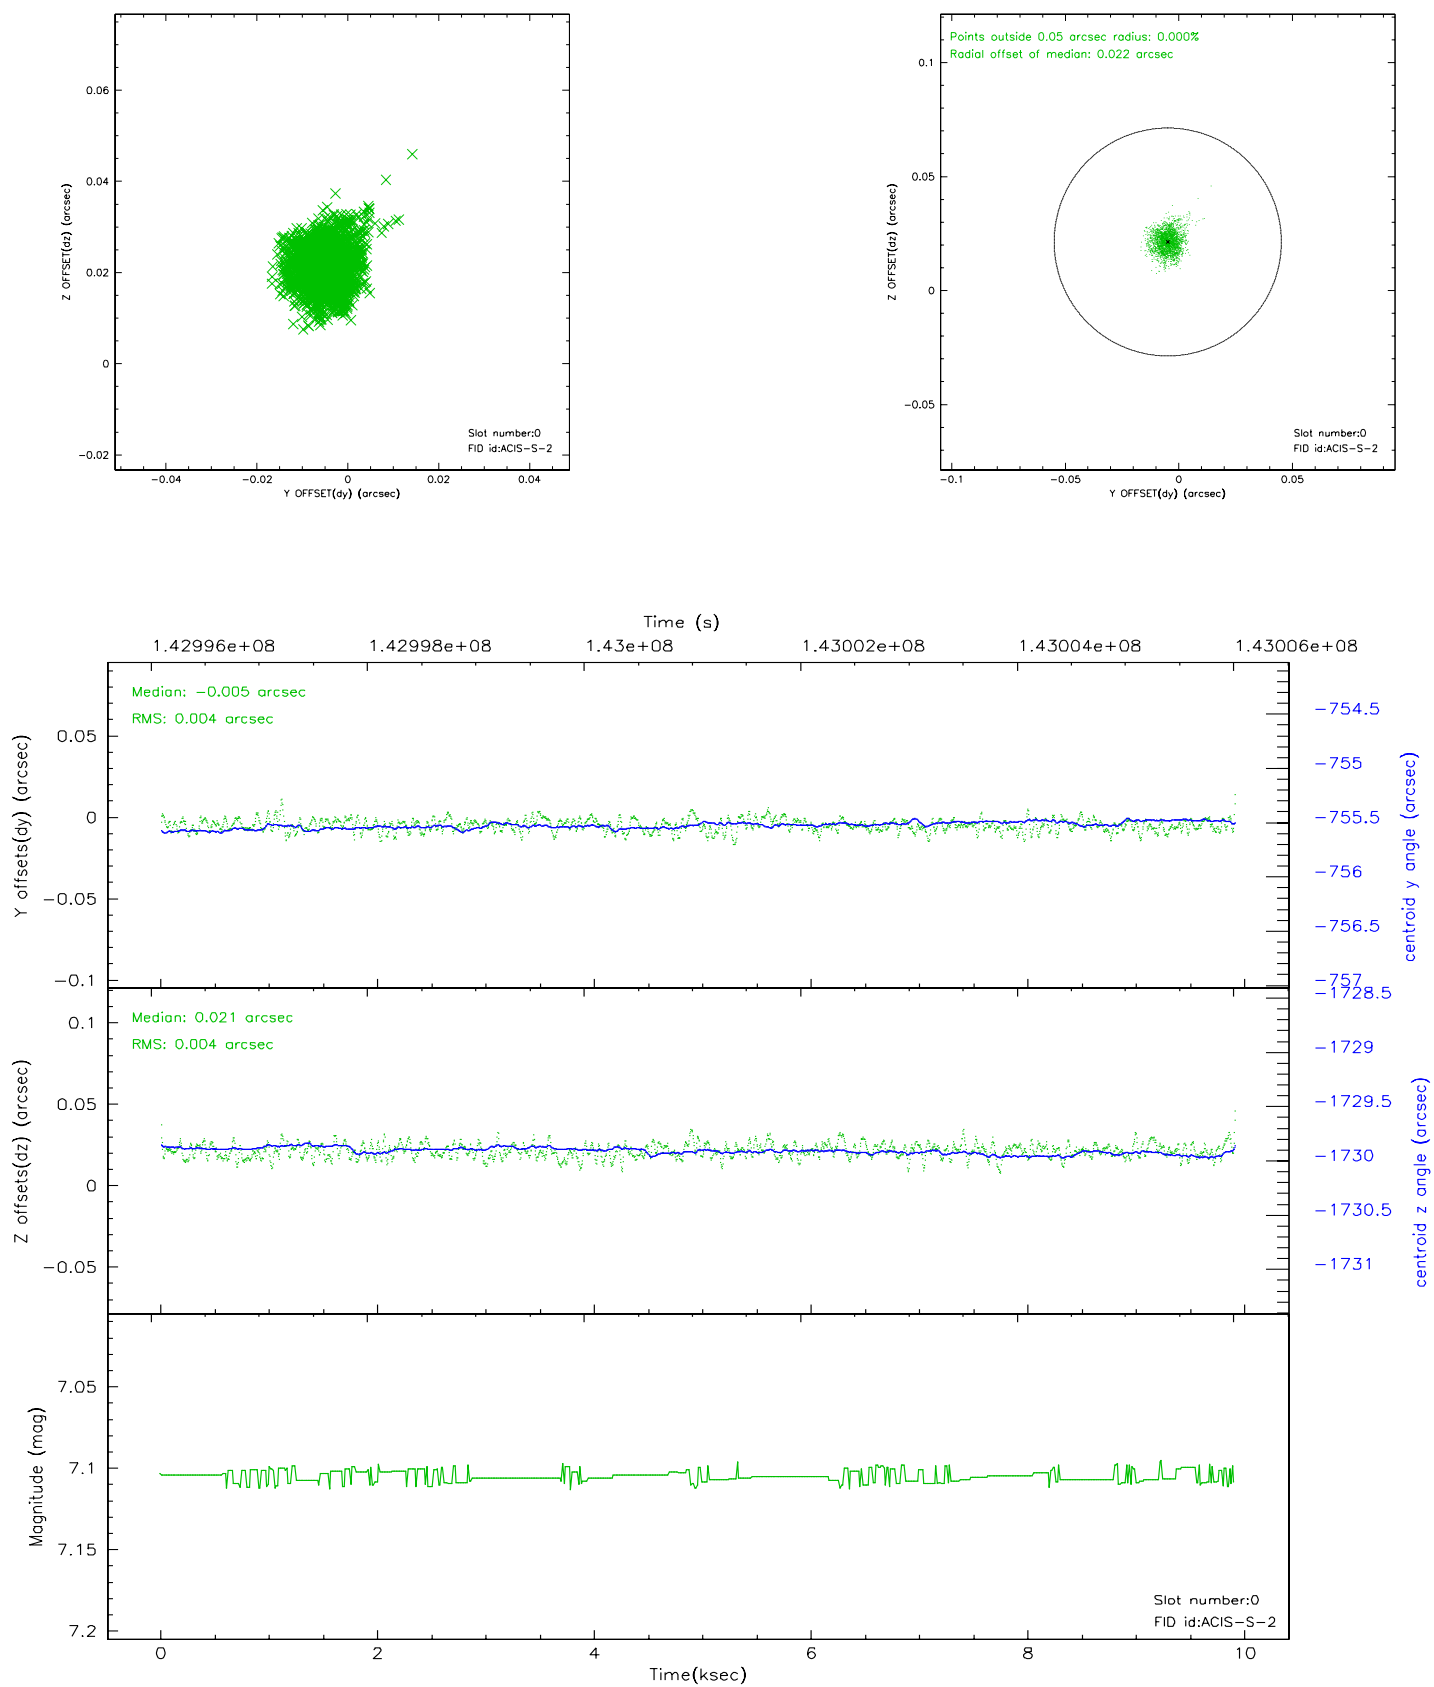 0.06
0.04
0.02
0
-0.02
Z OFFSET(dz) (arcsec)
Slot number:0
FID id:ACIS-S-2
-0.04
-0.02
0
0.02
0.04
Y OFFSET(dy) (arcsec)
Points outside 0.05 arcsec radius: 0.000%
Radial offset of median: 0.022 arcsec
0.1
0.05
0
-0.05
Z OFFSET(dz) (arcsec)
Slot number:0
FID id:ACIS-S-2
-0.1
-0.05
0
0.05
Y OFFSET(dy) (arcsec)
Time (s)
1.42996e+08
1.42998e+08
1.43e+08
1.43002e+08
1.43004e+08
1.43006e+08
Median: -0.005 arcsec
RMS: 0.004 arcsec
0.05
0
-0.05
-0.1
Y offsets(dy) (arcsec)
-754.5
-755
-755.5
-756
-756.5
-757
centroid y angle (arcsec)
Median: 0.021 arcsec
RMS: 0.004 arcsec
0.1
0.05
0
-0.05
Z offsets(dz) (arcsec)
-1728.5
-1729
-1729.5
-1730
-1730.5
-1731
centroid z angle (arcsec)
7.05
7.1
7.15
7.2
Magnitude (mag)
Slot number:0
FID id:ACIS-S-2
0
2
4
6
8
10
Time(ksec)